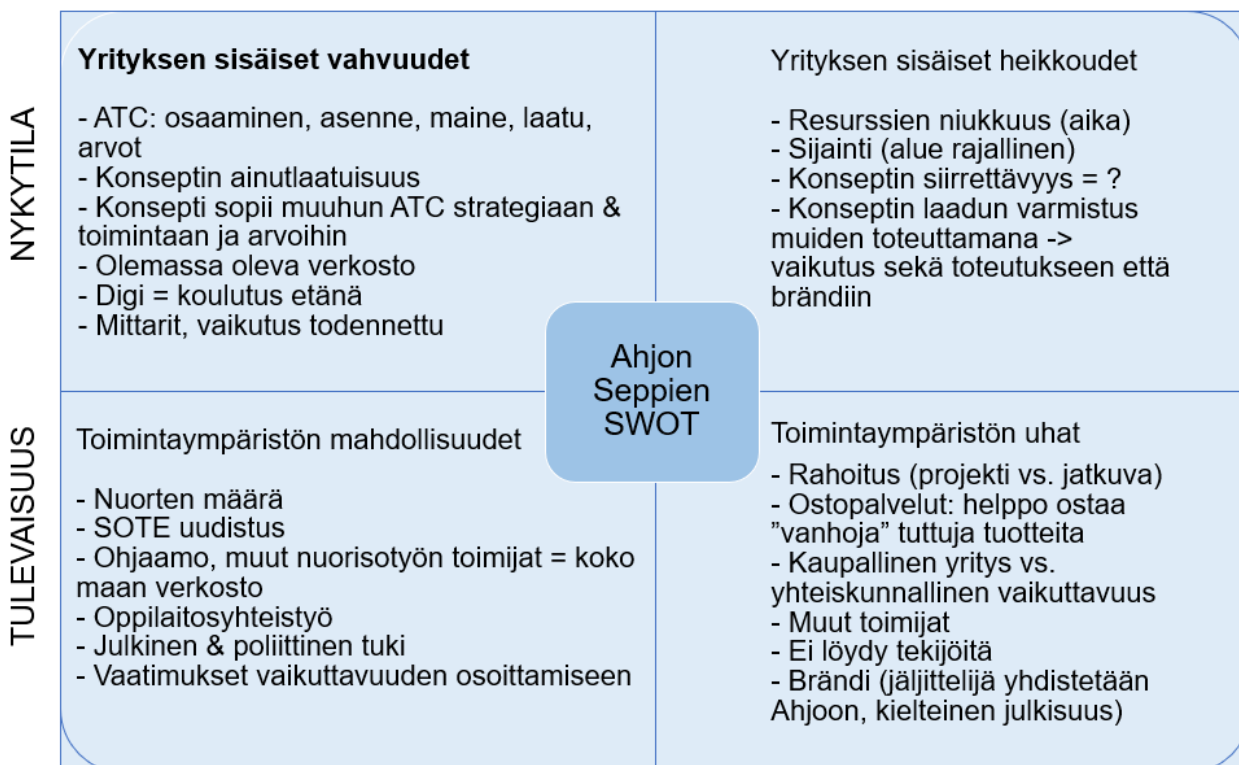 NYKYTILA
Yrityksen sisäiset vahvuudet
- ATC: osaaminen, asenne, maine, laatu,
arvot
- Konseptin ainutlaatuisuus
- Konsepti sopii muuhun ATC strategiaan &
toimintaan ja arvoihin
- Olemassa oleva verkosto
- Digi = koulutus etänä
- Mittarit, vaikutus todennettu
Yrityksen sisäiset heikkoudet
- Resurssien niukkuus (aika)
- Sijainti (alue rajallinen)
- Konseptin siirrettävyys = ?
- Konseptin laadun varmistus
muiden toteuttamana ->
vaikutus sekä toteutukseen että
brändiin
Ahjon
Seppien
SWOT
TULEVAISUUS
Toimintaympäristön mahdollisuudet
- Nuorten määrä
- SOTE uudistus
- Ohjaamo, muut nuorisotyön toimijat = koko
maan verkosto
- Oppilaitosyhteistyö
- Julkinen & poliittinen tuki
- Vaatimukset vaikuttavuuden osoittamiseen
Toimintaympäristön uhat
- Rahoitus (projekti vs. jatkuva)
- Ostopalvelut: helppo ostaa
”vanhoja” tuttuja tuotteita
- Kaupallinen yritys vs.
yhteiskunnallinen vaikuttavuus
- Muut toimijat
- Ei löydy tekijöitä
- Brändi (jäljittelijä yhdistetään
Ahjoon, kielteinen julkisuus)